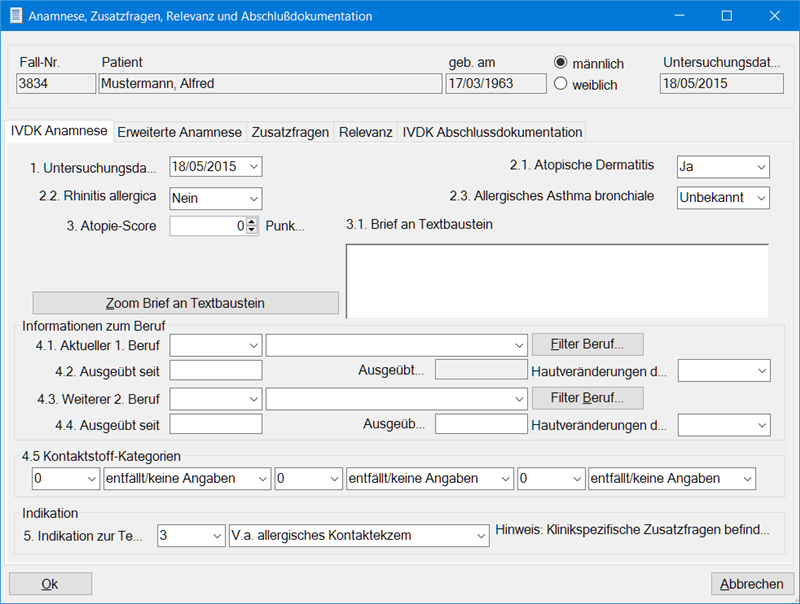 Anamnese, Zusatzfragen, Relevanz und Abschlußdokumentation
Fall-Nr. Patient geb. am männlich Untersuchungsdat...
3834 Mustermann, Alfred 17/03/1963 weiblich 18/05/2015
IVDK Anamnese Erweiterte Anamnese Zusatzfragen Relevanz IVDK Abschlussdokumentation
1. Untersuchungsda... 18/05/2015 2.1. Atopische Dermatitis Ja
2.2. Rhinitis allergica Nein 2.3. Allergisches Asthma bronchiale Unbekannt
3. Atopie-Score 0 Punk... 3.1. Brief an Textbaustein
Zoom Brief an Textbaustein
Informationen zum Beruf
4.1. Aktueller 1. Beruf Filter Beruf...
4.2. Ausgeübt seit Ausgeübt... Hautveränderungen d...
4.3. Weiterer 2. Beruf Filter Beruf...
4.4. Ausgeübt seit Ausgeüb... Hautveränderungen d...
4.5 Kontaktstoff-Kategorien
0 entfällt/keine Angaben 0 entfällt/keine Angaben 0 entfällt/keine Angaben
Indikation
5. Indikation zur Te... 3 V.a. allergisches Kontaktekzem Hinweis: Klinikspezifische Zusatzfragen befind...
Ok Abbrechen